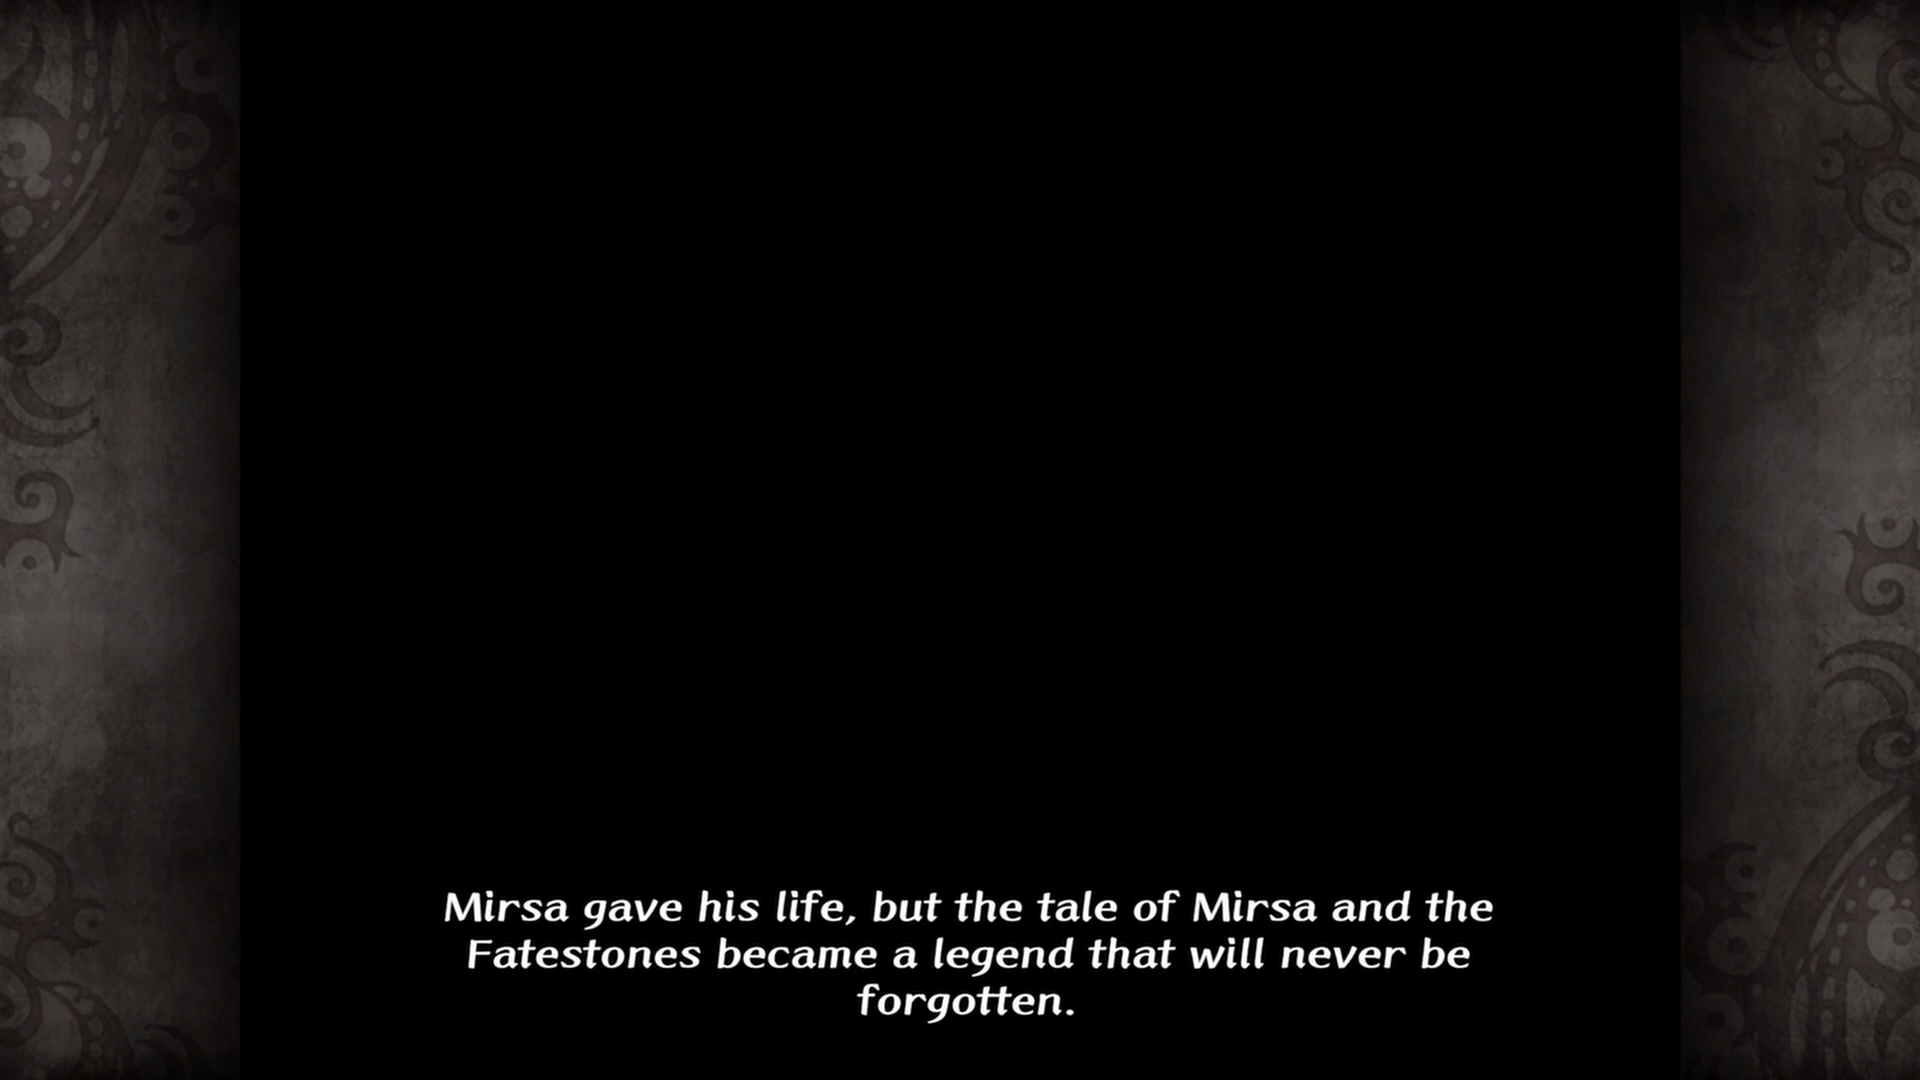 Mirsa gave his life, but the tale of Mirsa and the
Fatestones became a legend that will never be
forgotten.